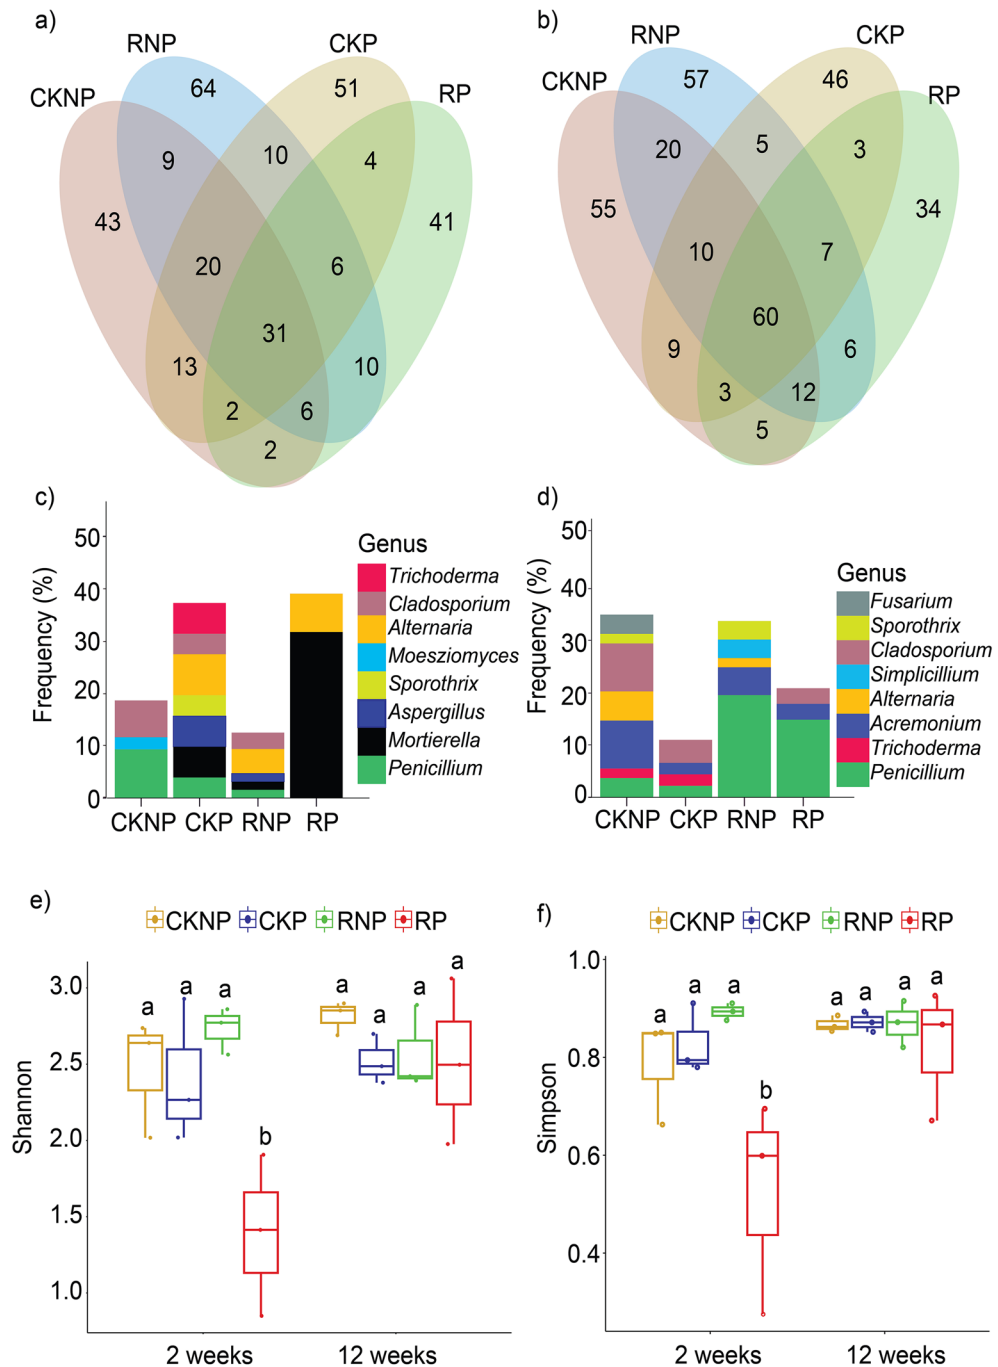 a)
RNP
CKP
CKNP
RP
64
51
9
10
4
43
41
20
6
31
13
10
2
6
2
b)
RNP
CKP
CKNP
RP
57
46
20
5
3
55
34
10
7
60
9
6
3
12
5
c)
Frequency (%)
50
40
30
20
10
0
CKNP CKP RNP RP
Genus
Trichoderma
Cladosporium
Alternaria
Moesziomyces
Sporothrix
Aspergillus
Mortierella
Penicillium
d)
Frequency (%)
50
40
30
20
10
0
CKNP CKP RNP RP
Genus
Fusarium
Sporothrix
Cladosporium
Simplicillium
Alternaria
Acremonium
Trichoderma
Penicillium
e)
CKNP CKP RNP RP
Shannon
3.0
2.5
2.0
1.5
1.0
a a a b
a a a a
2 weeks 12 weeks
f)
CKNP CKP RNP RP
Simpson
1.0
0.8
0.6
0.4
a a a b
a a a a
2 weeks 12 weeks